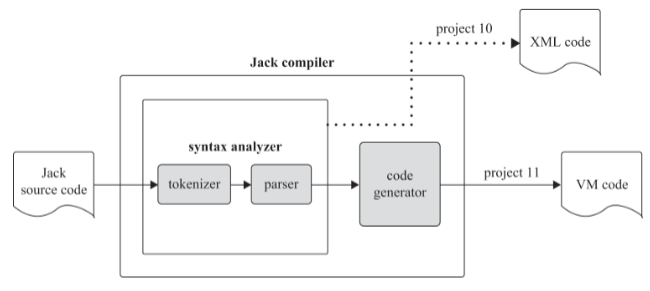 project 10
XML code
Jack compiler
syntax analyzer
Jack
source code
tokenizer
parser
code
generator
project 11
VM code